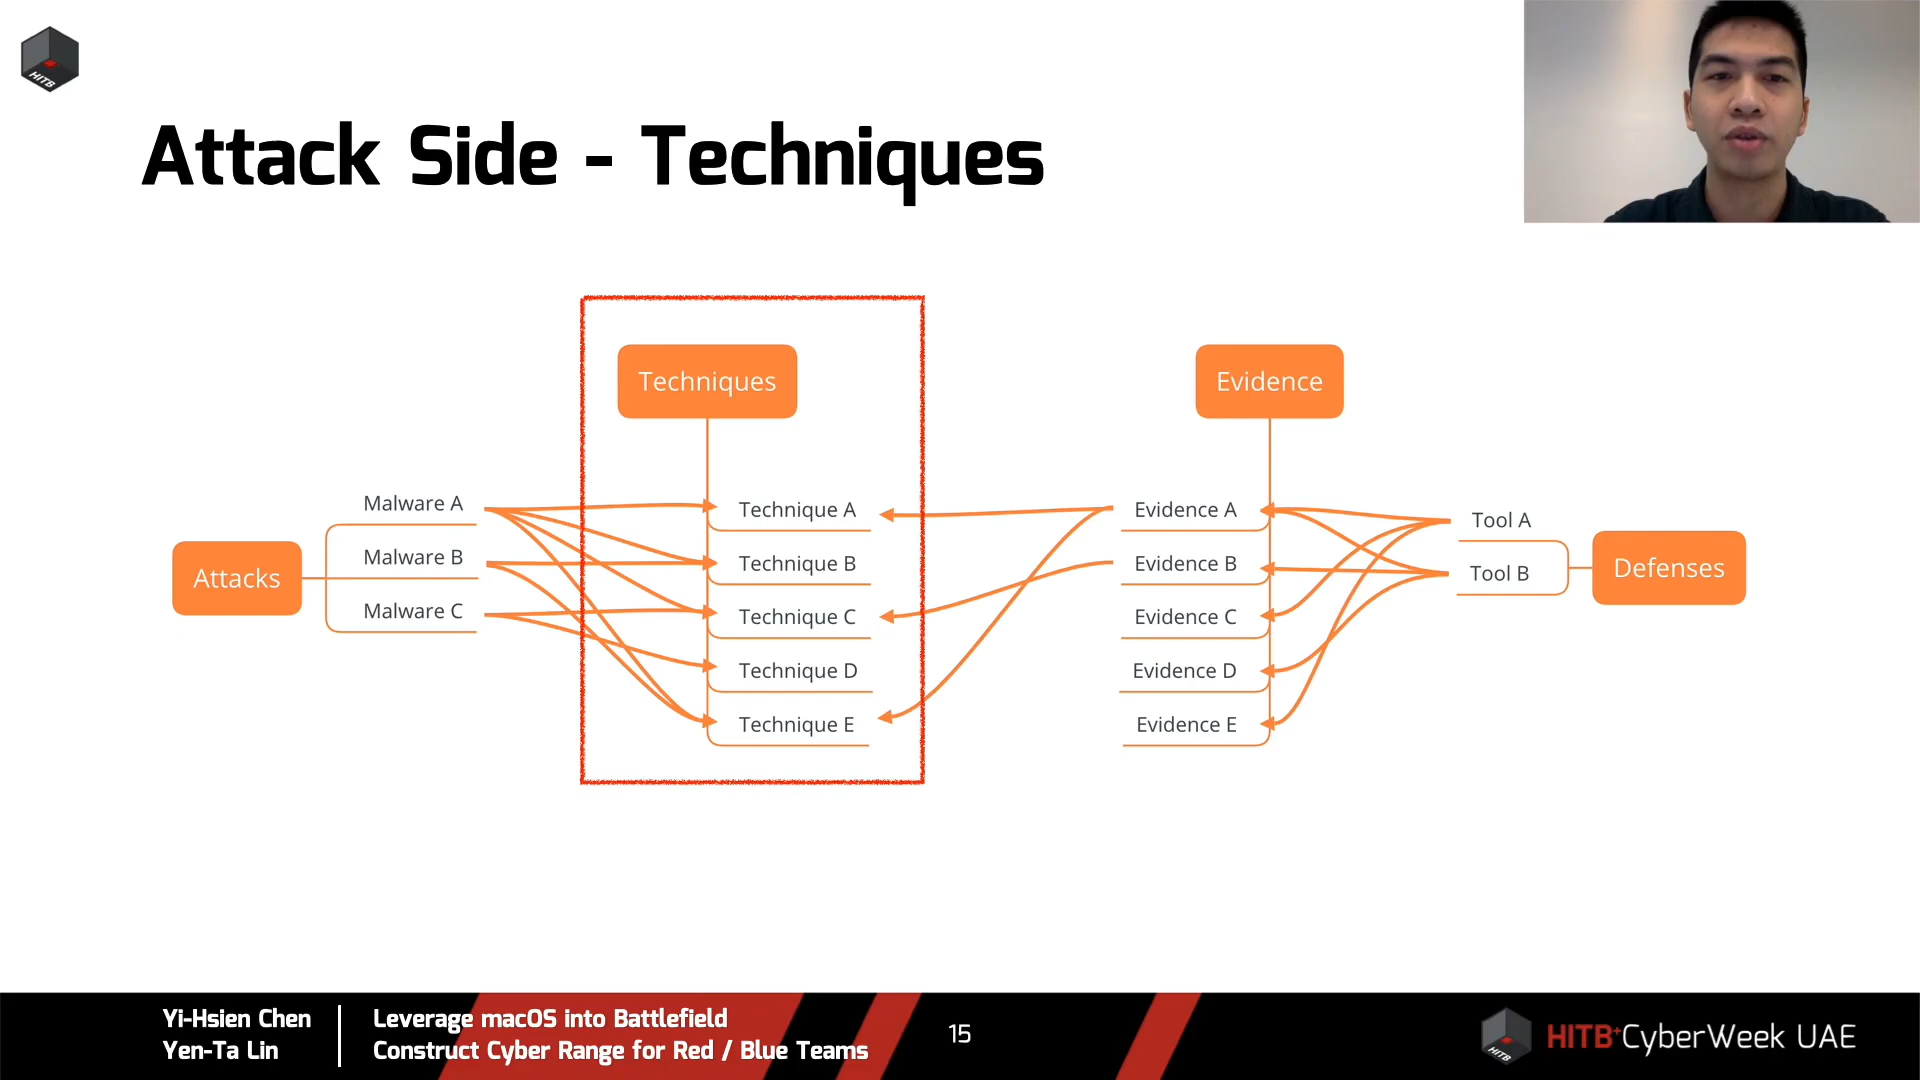 HITB
Attack Side - Techniques
Techniques
Evidence
Attacks
Malware A
Malware B
Malware C
Technique A
Technique B
Technique C
Technique D
Technique E
Evidence A
Evidence B
Evidence C
Evidence D
Evidence E
Tool A
Tool B
Defenses
Yi-Hsien Chen
Yen-Ta Lin
Leverage macOS into Battlefield
Construct Cyber Range for Red / Blue Teams
15
HITB
HITB+CyberWeek UAE